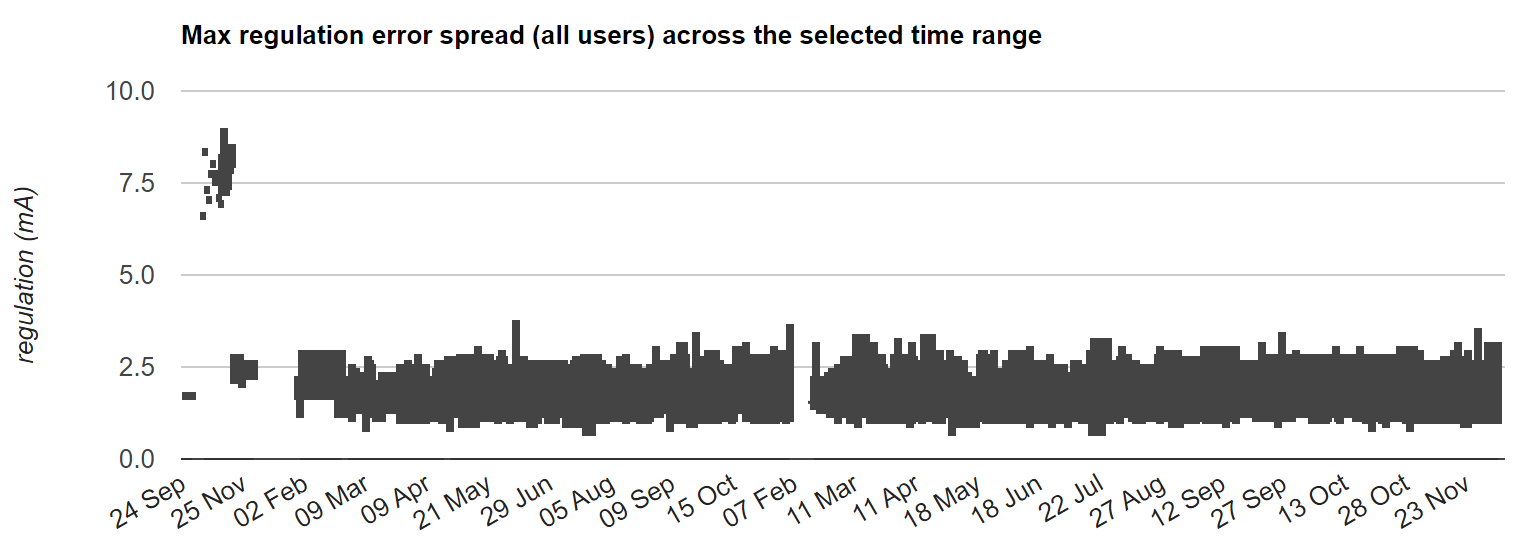 Max regulation error spread (all users) across the selected time range
10.0
7.5
5.0
2.5
0.0
regulation (mA)
24 Sep
25 Nov
02 Feb
09 Mar
09 Apr
21 May
29 Jun
05 Aug
09 Sep
15 Oct
07 Feb
11 Mar
11 Apr
18 May
18 Jun
22 Jul
27 Aug
12 Sep
27 Sep
13 Oct
28 Oct
23 Nov